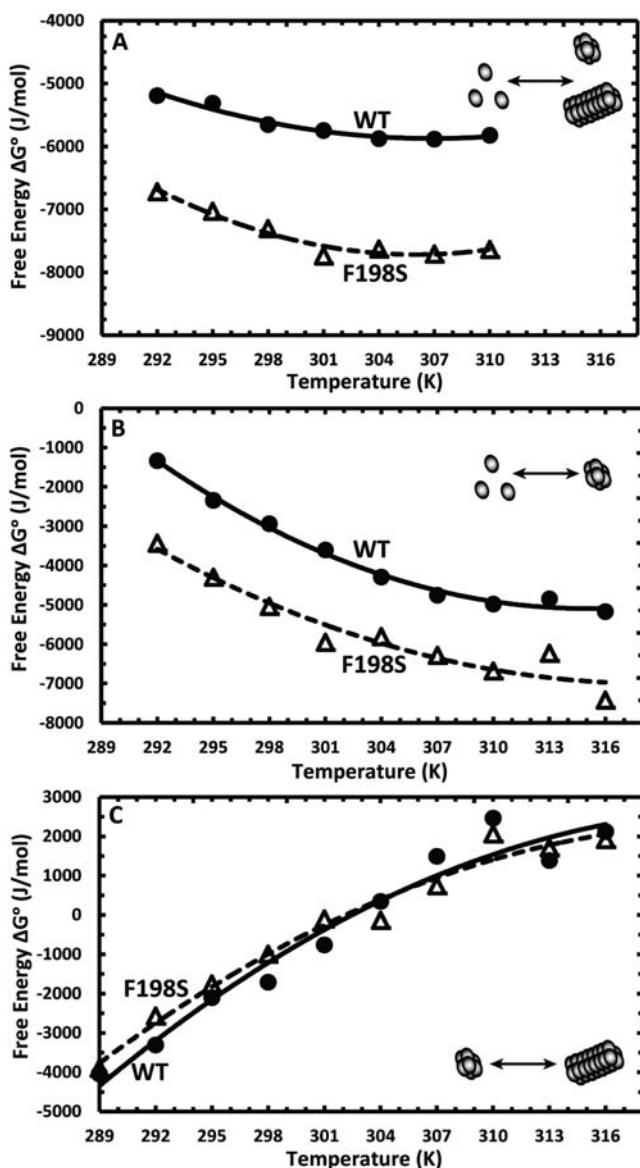 -4000
A
-5000
WT
-6000
-7000
F198S
-8000
-9000
Free Energy ΔG° (J/mol)
289 292 295 298 301 304 307 310 313 316
Temperature (K)
0
B
-1000
-2000
-3000
WT
-4000
-5000
-6000
F198S
-7000
-8000
Free Energy ΔG° (J/mol)
289 292 295 298 301 304 307 310 313 316
Temperature (K)
3000
C
2000
1000
0
-1000
-2000
F198S
-3000
-4000
WT
-5000
Free Energy ΔG° (J/mol)
289 292 295 298 301 304 307 310 313 316
Temperature (K)